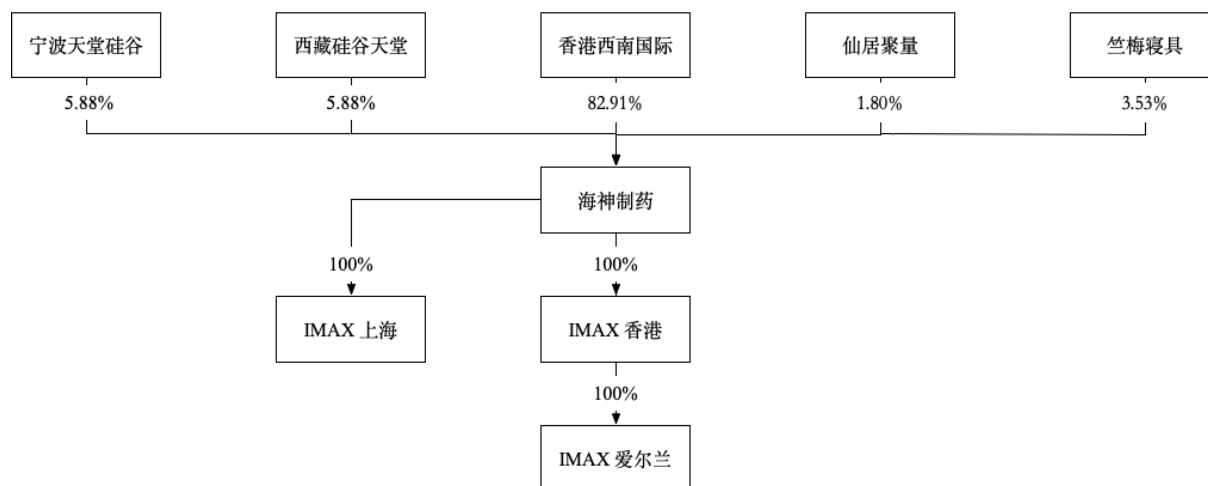 宁波天堂硅谷
西藏硅谷天堂
香港西南国际
仙居聚量
竺梅寝具
5.88%
5.88%
82.91%
1.80%
3.53%
海神制药
100%
100%
IMAX 上海
IMAX 香港
100%
IMAX 爱尔兰